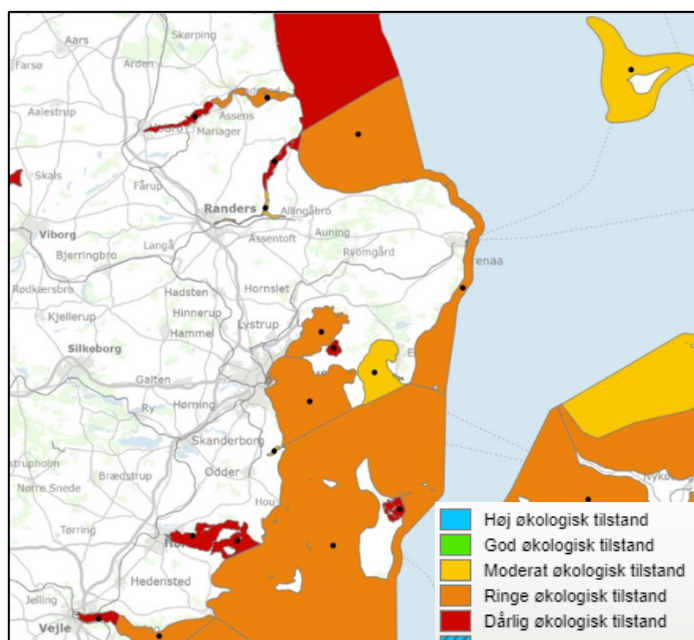 Skørping
Aars
Farsø
Arden
Aalestrup
Assens
Manager
Skals
Fårup
Randers
Allingåbro
Viborg
Langå
Assentoft
Auning
Bjerringbro
Ryomgård
Rødkærsbro
Hadsten
Hornslet
Kjellerup
Hinnerup
Lystrup
Hammel
Silkeborg
Galten
Ry
Hørning
Skanderborg
Brædstrup
Odder
Nørre Snede
Hou
Tørring
Hedensted
Jelling
Vejle
Høj økologisk tilstand
God økologisk tilstand
Moderat økologisk tilstand
Ringe økologisk tilstand
Dårlig økologisk tilstand